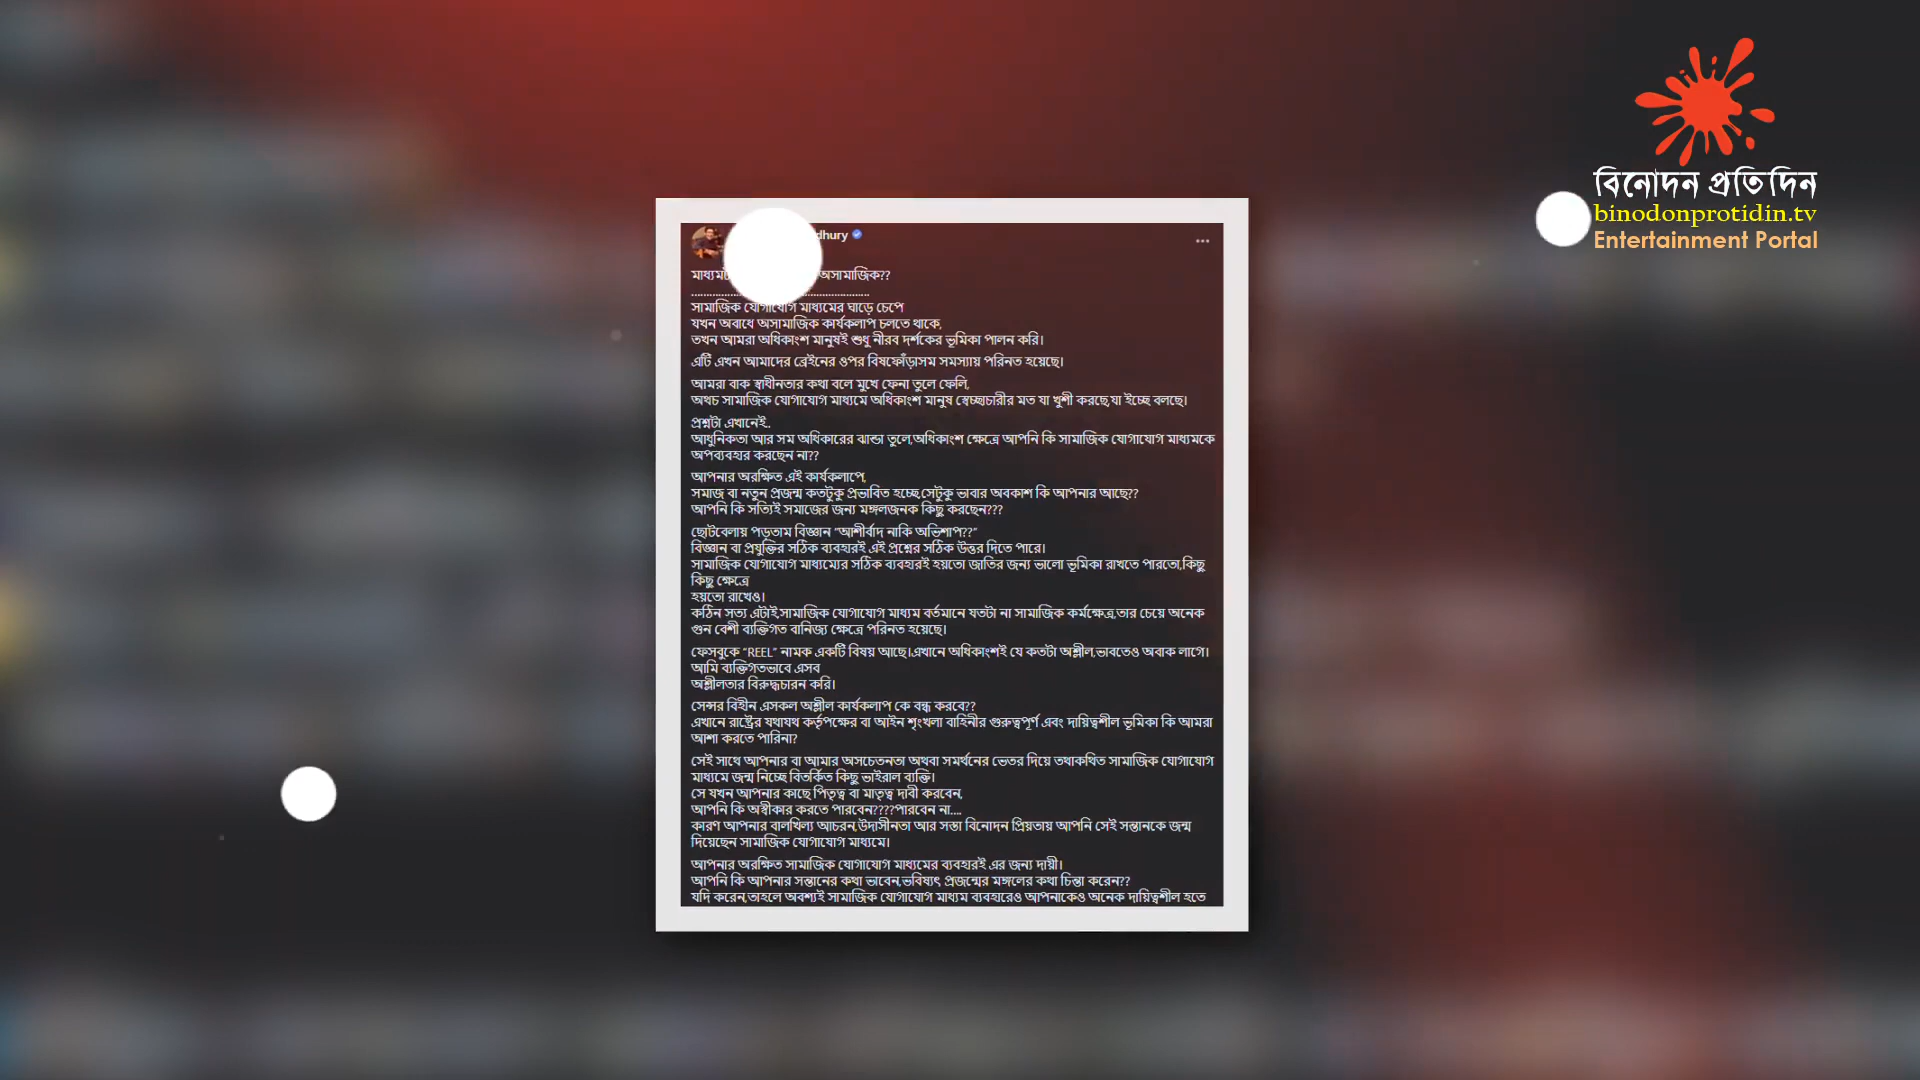 বিনোদন প্রতিদিন
binodonprotidin.tv
Entertainment Portal
dhury
অসামাজিক??
সামাজিক যোগাযোগ মাধ্যমের ঘাড়ে চেপে
যখন অবাধে অসামাজিক কার্যকলাপ চলতে থাকে,
তখন আমরা অধিকাংশ মানুষই শুধু নীরব দর্শকের ভূমিকা পালন করি।
এটি এখন আমাদের ব্রেইনের ওপর বিষফোঁড়াসম সমস্যায় পরিনত হয়েছে।
আমরা বাক স্বাধীনতার কথা বলে মুখে ফেনা তুলে ফেলি,
অথচ সামাজিক যোগাযোগ মাধ্যমে অধিকাংশ মানুষ স্বেচ্ছাচারীর মত যা খুশী করছে,যা ইচ্ছে বলছে।
প্রশ্নটা এখানেই..
আধুনিকতা আর সম অধিকারের ঝান্ডা তুলে,অধিকাংশ ক্ষেত্রে আপনি কি সামাজিক যোগাযোগ মাধ্যমকে
অপব্যবহার করছেন না??
আপনার অরক্ষিত এই কার্যকলাপে,
সমাজ বা নতুন প্রজন্ম কতটুকু প্রভাবিত হচ্ছে,সেটুকু ভাবার অবকাশ কি আপনার আছে??
আপনি কি সত্যিই সমাজের জন্য মঙ্গলজনক কিছু করছেন???
ছোটবেলায় পড়তাম বিজ্ঞান "আশীর্বাদ নাকি অভিশাপ??"
বিজ্ঞান বা প্রযুক্তির সঠিক ব্যবহারই এই প্রশ্নের সঠিক উত্তর দিতে পারে।
সামাজিক যোগাযোগ মাধ্যম্যের সঠিক ব্যবহারই হয়তো জাতির জন্য ভালো ভূমিকা রাখতে পারতো,কিছু
কিছু ক্ষেত্রে
হয়তো রাখেও।
কঠিন সত্য এটাই,সামাজিক যোগাযোগ মাধ্যম বর্তমানে যতটা না সামাজিক কর্মক্ষেত্র,তার চেয়ে অনেক
গুন বেশী ব্যক্তিগত বানিজ্য ক্ষেত্রে পরিনত হয়েছে।
ফেসবুকে "REEL" নামক একটি বিষয় আছে।এখানে অধিকাংশই যে কতটা অশ্লীল,ভাবতেও অবাক লাগে।
আমি ব্যক্তিগতভাবে এসব
অশ্লীলতার বিরুদ্ধচারন করি।
সেন্সর বিহীন এসকল অশ্লীল কার্যকলাপ কে বন্ধ করবে??
এখানে রাষ্ট্রের যথাযথ কর্তৃপক্ষের বা আইন শৃংখলা বাহিনীর গুরুত্বপূর্ণ এবং দায়িত্বশীল ভূমিকা কি আমরা
আশা করতে পারিনা?
সেই সাথে আপনার বা আমার অসচেতনতা অথবা সমর্থনের ভেতর দিয়ে তথাকথিত সামাজিক যোগাযোগ
মাধ্যমে জন্ম নিচ্ছে বিতর্কিত কিছু ভাইরাল ব্যক্তি।
সে যখন আপনার কাছে পিতৃত্ব বা মাতৃত্ব দাবী করবেন,
আপনি কি অস্বীকার করতে পারবেন????পারবেন না....
কারণ আপনার বালখিল্য আচরন,উদাসীনতা আর সস্তা বিনোদন প্রিয়তায় আপনি সেই সন্তানকে জন্ম
দিয়েছেন সামাজিক যোগাযোগ মাধ্যমে।
আপনার অরক্ষিত সামাজিক যোগাযোগ মাধ্যমের ব্যবহারই এর জন্য দায়ী।
আপনি কি আপনার সন্তানের কথা ভাবেন,ভবিষ্যৎ প্রজন্মের মঙ্গলের কথা চিন্তা করেন??
যদি করেন,তাহলে অবশ্যই সামাজিক যোগাযোগ মাধ্যম ব্যবহারেও আপনাকেও অনেক দায়িত্বশীল হতে